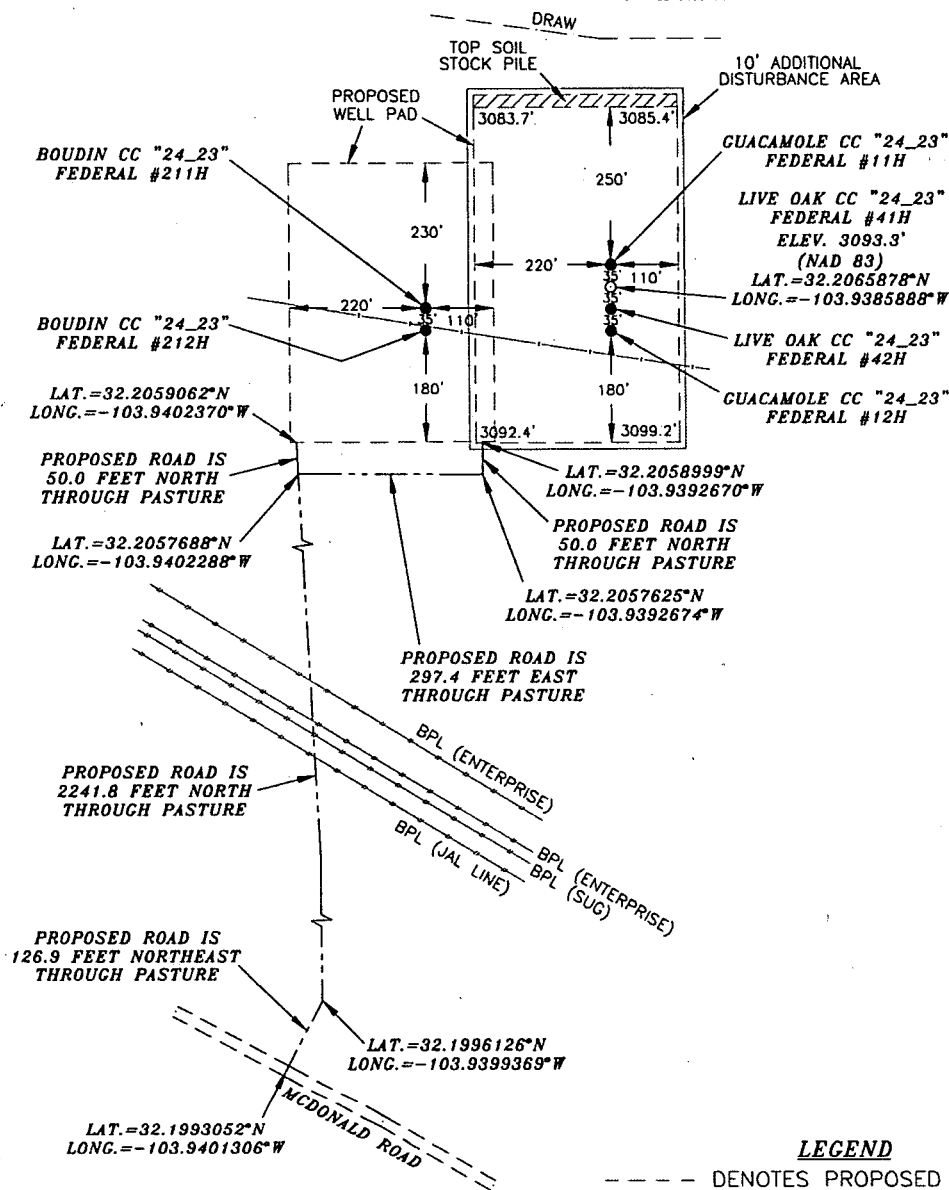 DRAW
TOP SOIL
STOCK PILE
10' ADDITIONAL
DISTURBANCE AREA
PROPOSED
WELL PAD
3083.7'
3085.4'
BOUDIN CC "24_23"
FEDERAL #211H
GUACAMOLE CC "24_23"
FEDERAL #11H
250'
LIVE OAK CC "24_23"
FEDERAL #41H
ELEV. 3093.3'
(NAD 83)
LAT.=32.2065878°N
LONG.=-103.9385888°W
230'
220'
110'
35'
220'
110'
35'
35'
35'
BOUDIN CC "24_23"
FEDERAL #212H
LIVE OAK CC "24_23"
FEDERAL #42H
180'
180'
GUACAMOLE CC "24_23"
FEDERAL #12H
LAT.=32.2059062°N
LONG.=-103.9402370°W
3092.4'
3099.2'
PROPOSED ROAD IS
50.0 FEET NORTH
THROUGH PASTURE
LAT.=32.2058999°N
LONG.=-103.9392670°W
PROPOSED ROAD IS
50.0 FEET NORTH
THROUGH PASTURE
LAT.=32.2057688°N
LONG.=-103.9402288°W
LAT.=32.2057625°N
LONG.=-103.9392674°W
PROPOSED ROAD IS
297.4 FEET EAST
THROUGH PASTURE
BPL (ENTERPRISE)
PROPOSED ROAD IS
2241.8 FEET NORTH
THROUGH PASTURE
BPL (ENTERPRISE)
BPL (SUG)
BPL (JAL LINE)
PROPOSED ROAD IS
126.9 FEET NORTHEAST
THROUGH PASTURE
LAT.=32.1996126°N
LONG.=-103.9399369°W
MCDONALD ROAD
LAT.=32.1993052°N
LONG.=-103.9401306°W
LEGEND
DENOTES PROPOSED